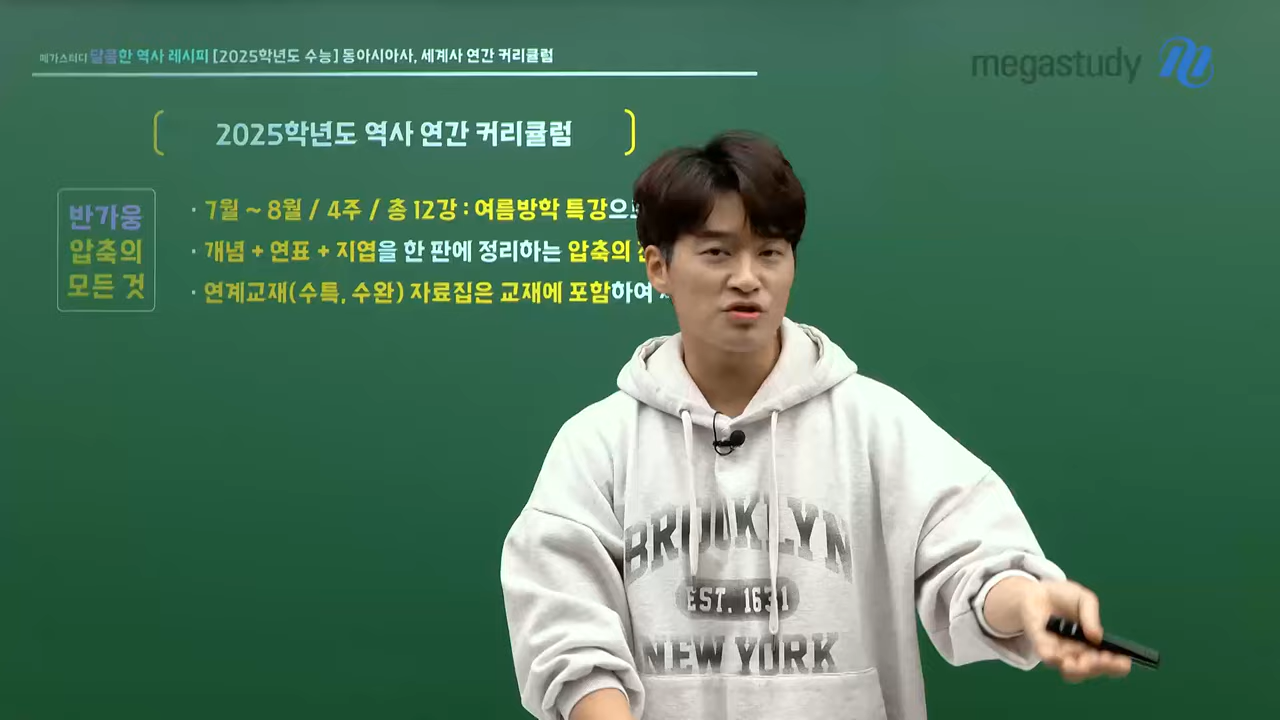 메가스터디 달콤한 역사 레시피 [2025학년도 수능] 동아시아사, 세계사 연간 커리큘럼
megastudy
2025학년도 역사 연간 커리큘럼
반가웅
압축의
모든 것
· 7월 ~ 8월 / 4주 / 총 12강 : 여름방학 특강으로
· 개념 + 연표 + 지엽을 한 판에 정리하는 압축의
· 연계교재(수특, 수완) 자료집은 교재에 포함하여
BROOKLYN
EST. 1631
NEW YORK